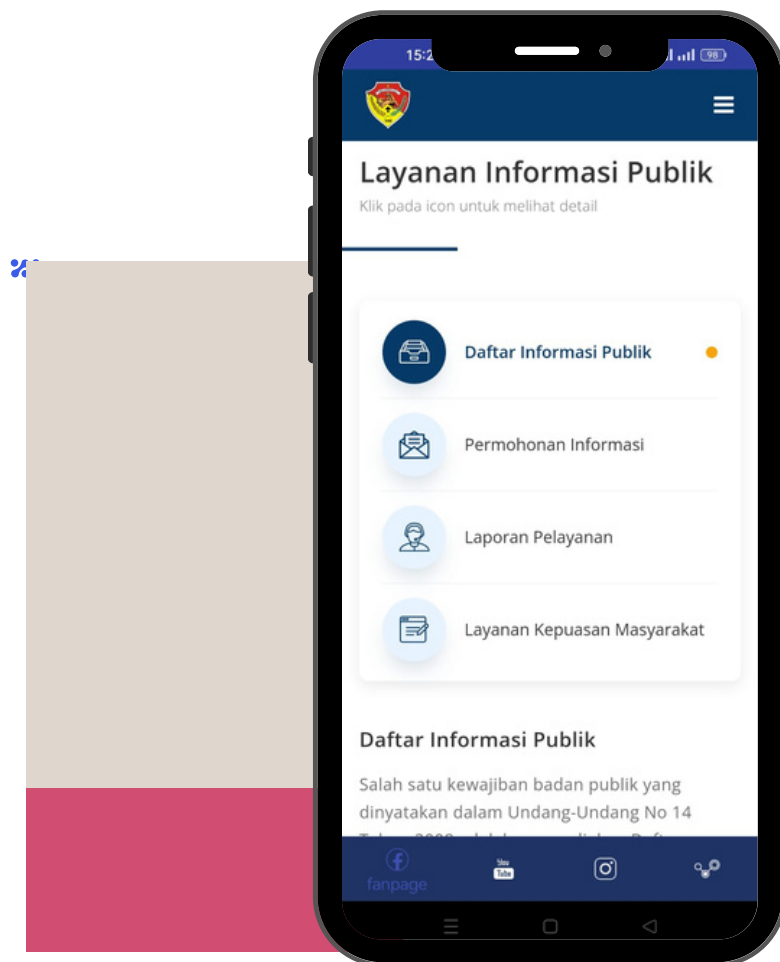 15:2
98
Layanan Informasi Publik
Klik pada icon untuk melihat detail
Daftar Informasi Publik
Permohonan Informasi
Laporan Pelayanan
Layanan Kepuasan Masyarakat
Daftar Informasi Publik
Salah satu kewajiban badan publik yang
dinyatakan dalam Undang-Undang No 14
fanpage
You
Tube